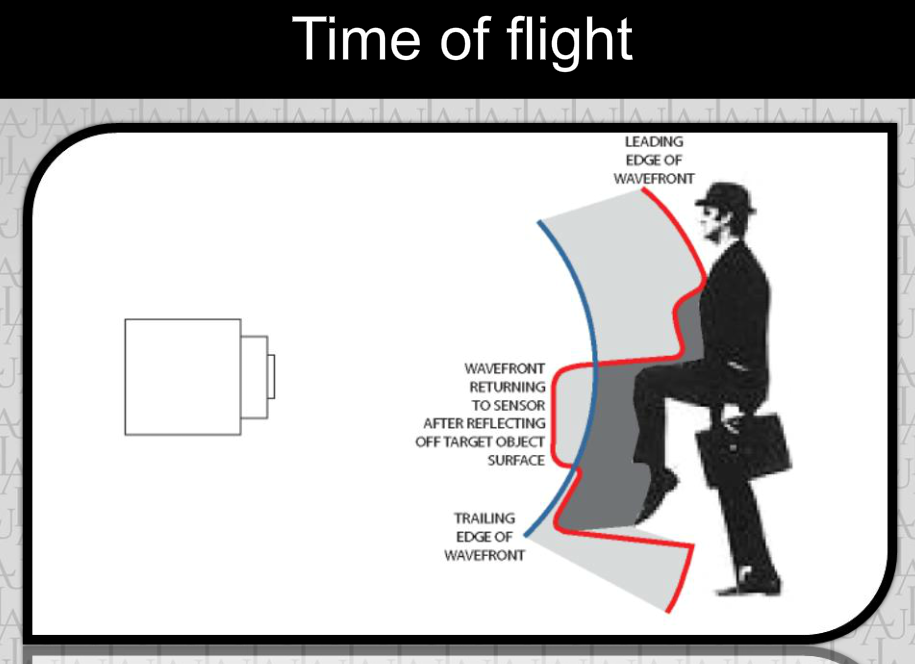 Time of flight
LEADING
EDGE OF
WAVEFRONT
WAVEFRONT
RETURNING
TO SENSOR
AFTER REFLECTING
OFF TARGET OBJECT
SURFACE
TRAILING
EDGE OF
WAVEFRONT